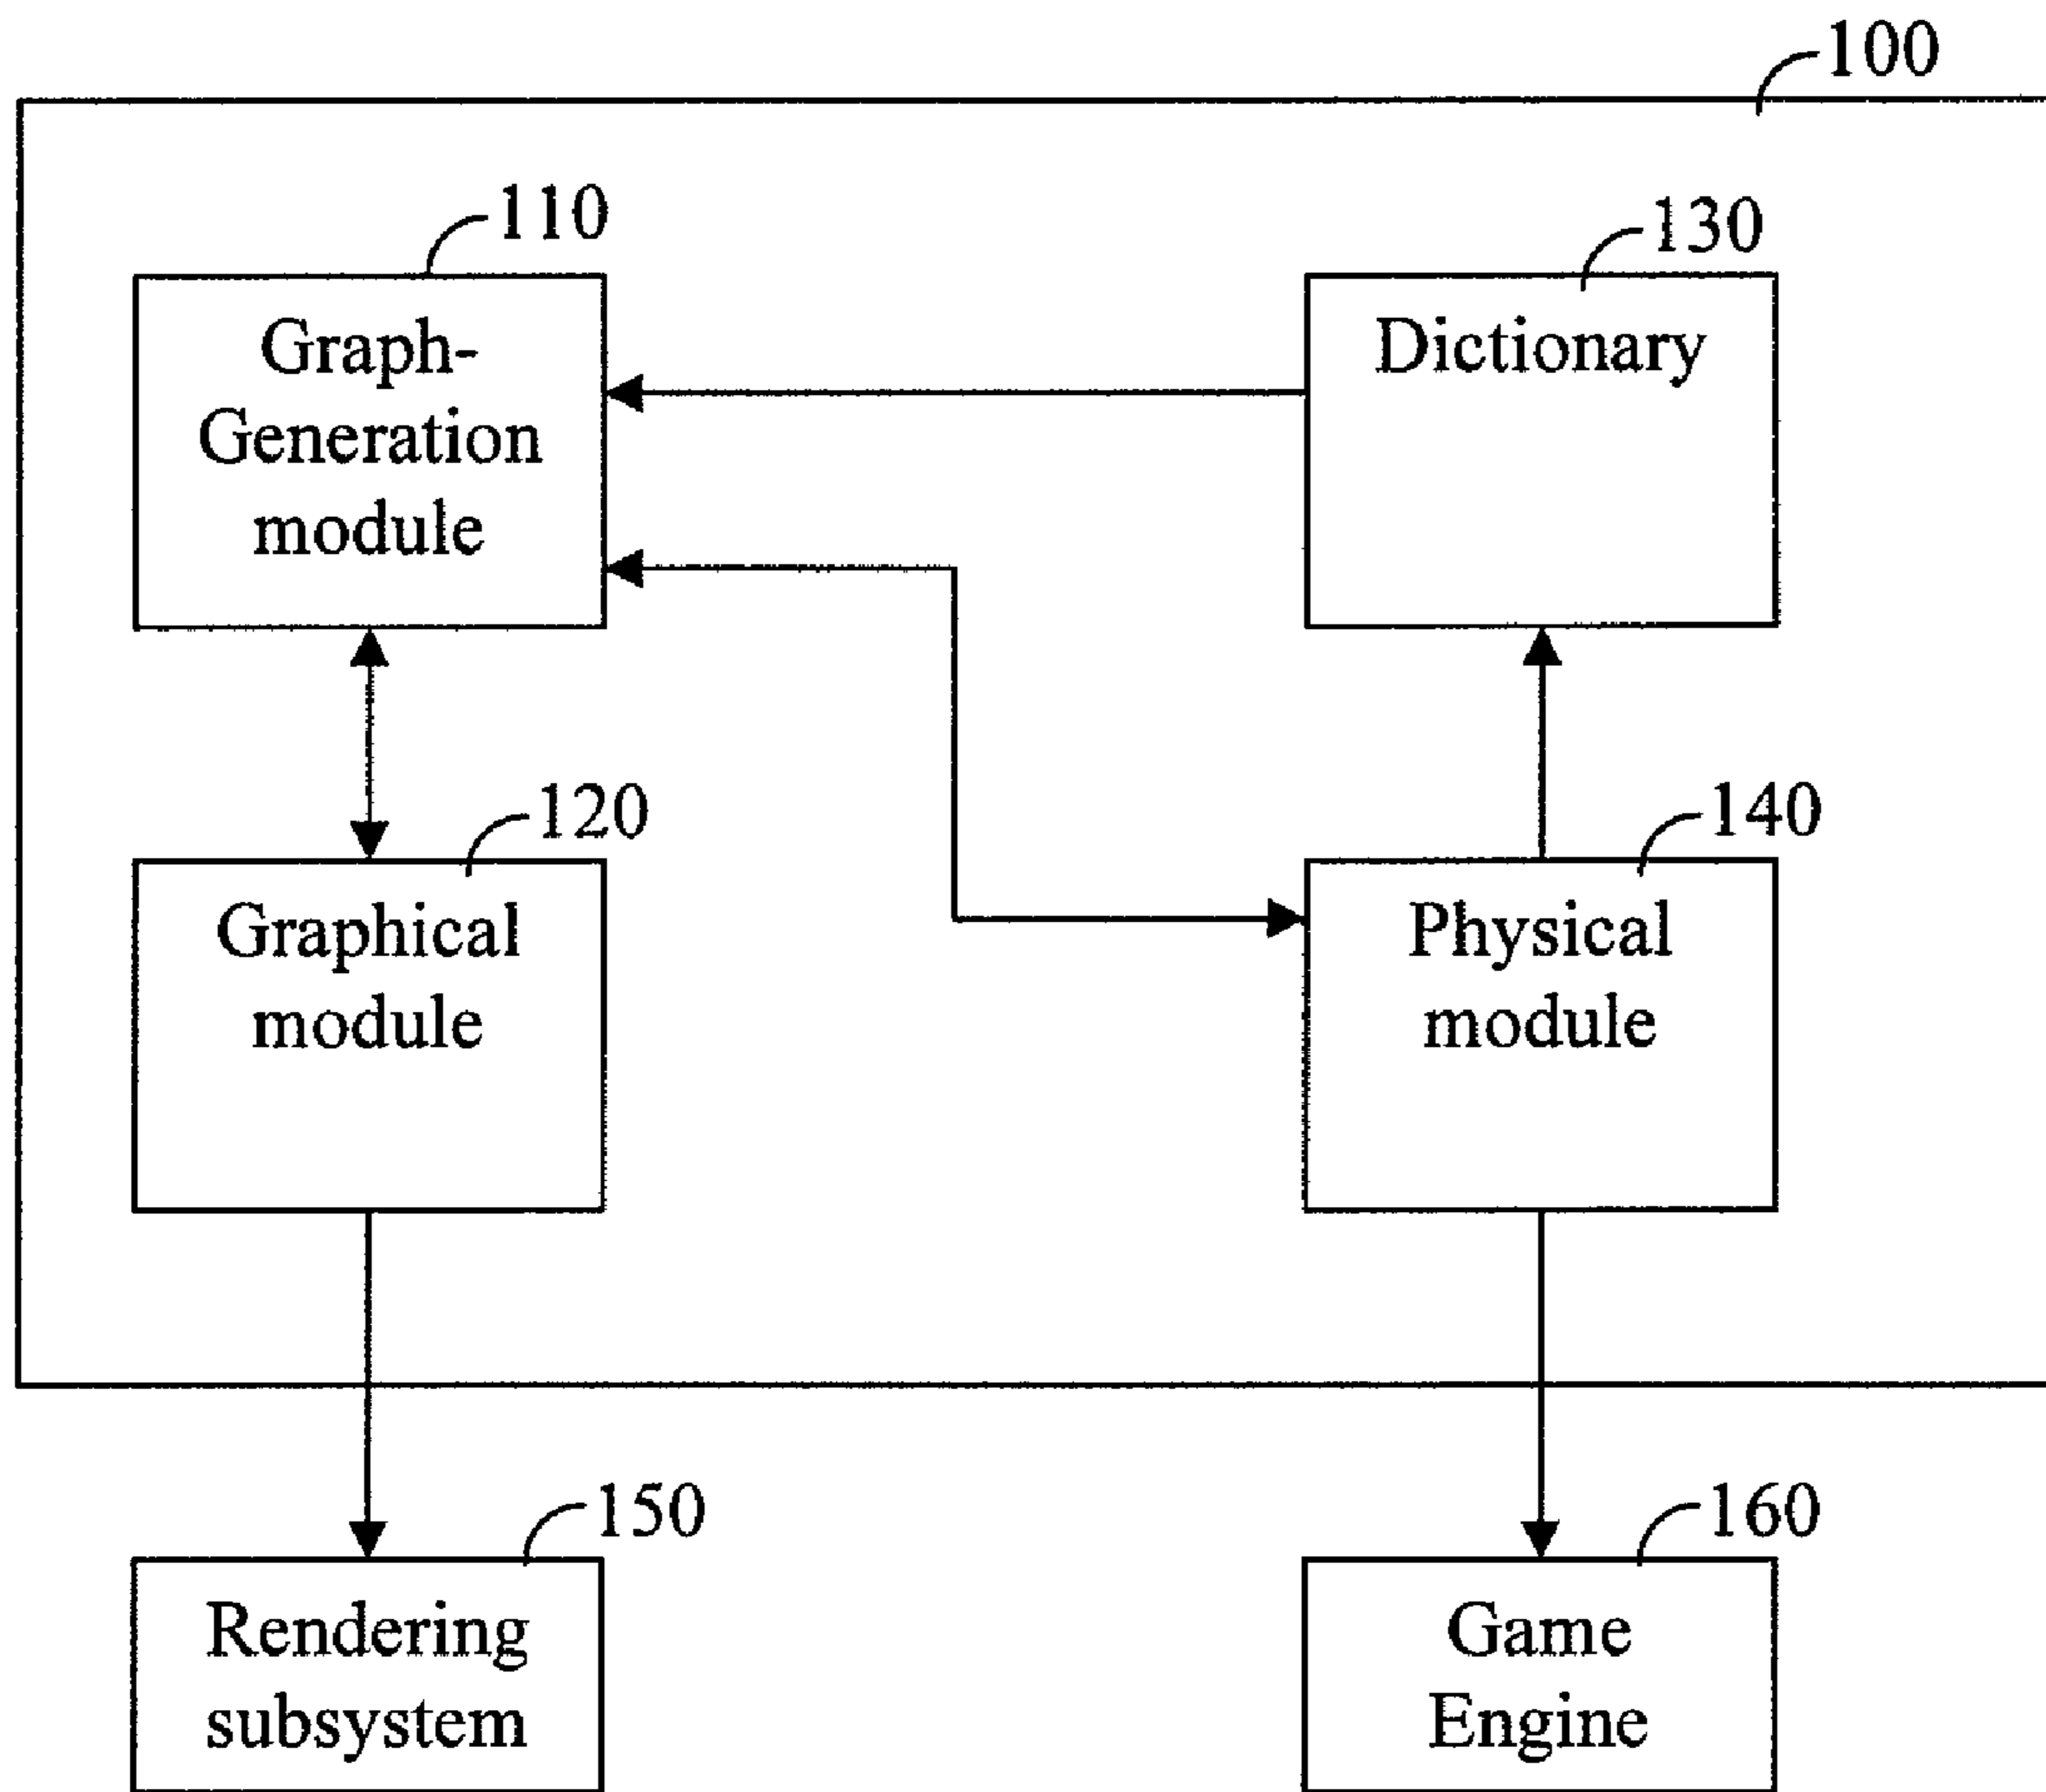 100
110
130
Graph-
Generation
module
Dictionary
120
140
Graphical
module
Physical
module
150
160
Rendering
subsystem
Game
Engine